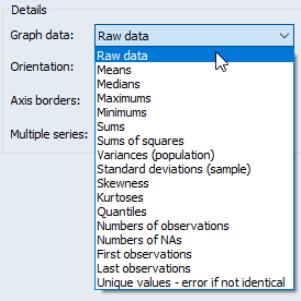 Details
Graph data: Raw data
Orientation:
Axis borders:
Multiple series:
Raw data
Means
Medians
Maximums
Minimums
Sums
Sums of squares
Variances (population)
Standard deviations (sample)
Skewness
Kurtoses
Quantiles
Numbers of observations
Numbers of NAs
First observations
Last observations
Unique values - error if not identical